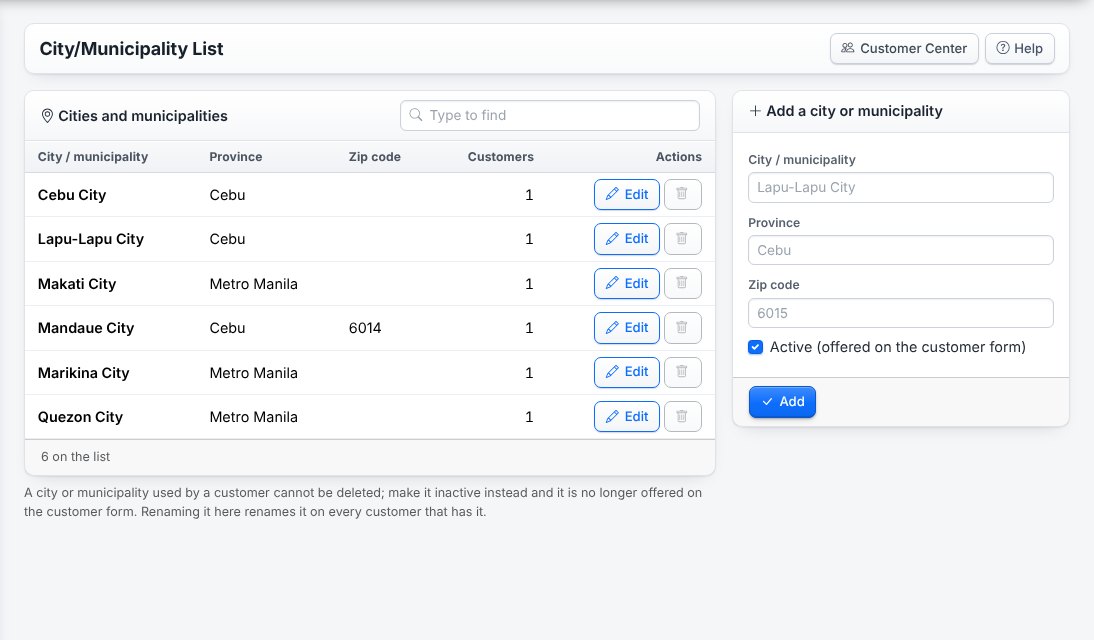 City/Municipality List
Customer Center
Help
Cities and municipalities
Type to find
City / municipality Province Zip code Customers Actions
Cebu City Cebu 1 Edit
Lapu-Lapu City Cebu 1 Edit
Makati City Metro Manila 1 Edit
Mandaue City Cebu 6014 1 Edit
Marikina City Metro Manila 1 Edit
Quezon City Metro Manila 1 Edit
6 on the list
A city or municipality used by a customer cannot be deleted; make it inactive instead and it is no longer offered on
the customer form. Renaming it here renames it on every customer that has it.
Add a city or municipality
City / municipality
Lapu-Lapu City
Province
Cebu
Zip code
6015
Active (offered on the customer form)
Add